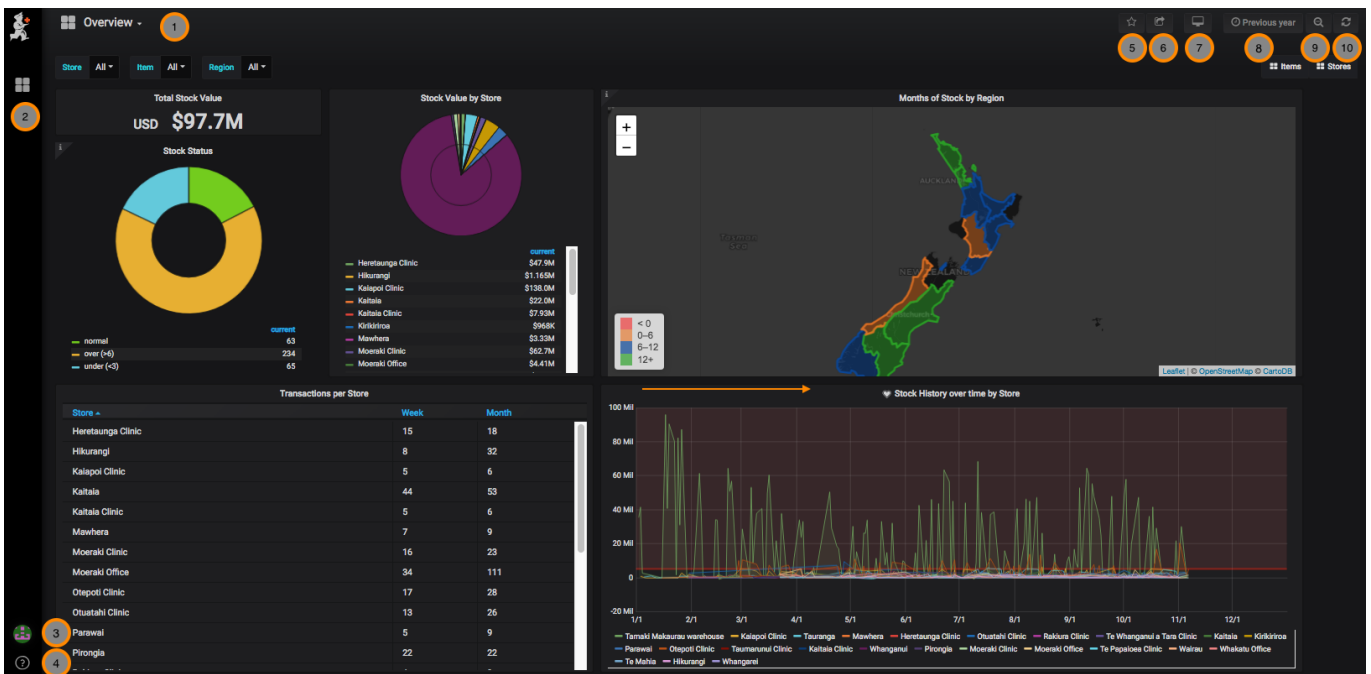 Overview
1
5
6
7
Previous year
8
9
10
Store All
Item All
Region All
Items
Stores
2
Total Stock Value
USD $97.7M
Stock Status
current
normal 63
over (>6) 234
under (<3) 65
Stock Value by Store
current
Heretaunga Clinic $47.9M
Hikurangi $1.165M
Kaiapoi Clinic $138.0M
Kaitaia $22.0M
Kaitaia Clinic $7.93M
Kirikiriroa $968K
Mawhera $3.33M
Moeraki Clinic $62.7M
Moeraki Office $4.41M
Months of Stock by Region
+
−
AUCKLAND
Tasman
Sea
NEW ZEALAND
< 0
0–6
6–12
12+
Leaflet | © OpenStreetMap © CartoDB
Transactions per Store
Store Week Month
Heretaunga Clinic 15 18
Hikurangi 8 32
Kaiapoi Clinic 5 6
Kaitaia 44 53
Kaitaia Clinic 5 6
Mawhera 7 9
Moeraki Clinic 16 23
Moeraki Office 34 111
Otepoti Clinic 17 28
Otuatahi Clinic 13 26
Parawai 5 9
Pirongia 22 22
3
4
?
Stock History over time by Store
100 Mil
80 Mil
60 Mil
40 Mil
20 Mil
0
-20 Mil
1/1 2/1 3/1 4/1 5/1 6/1 7/1 8/1 9/1 10/1 11/1 12/1
Tamaki Makaurau warehouse Kaiapoi Clinic Tauranga Mawhera Heretaunga Clinic Otuatahi Clinic Rakiura Clinic Te Whanganui a Tara Clinic Kaitaia Kirikiriroa
Parawai Otepoti Clinic Taumarunui Clinic Kaitaia Clinic Whanganui Pirongia Moeraki Clinic Moeraki Office Te Papaioea Clinic Wairau Whakatu Office
Te Mahia Hikurangi Whangarei